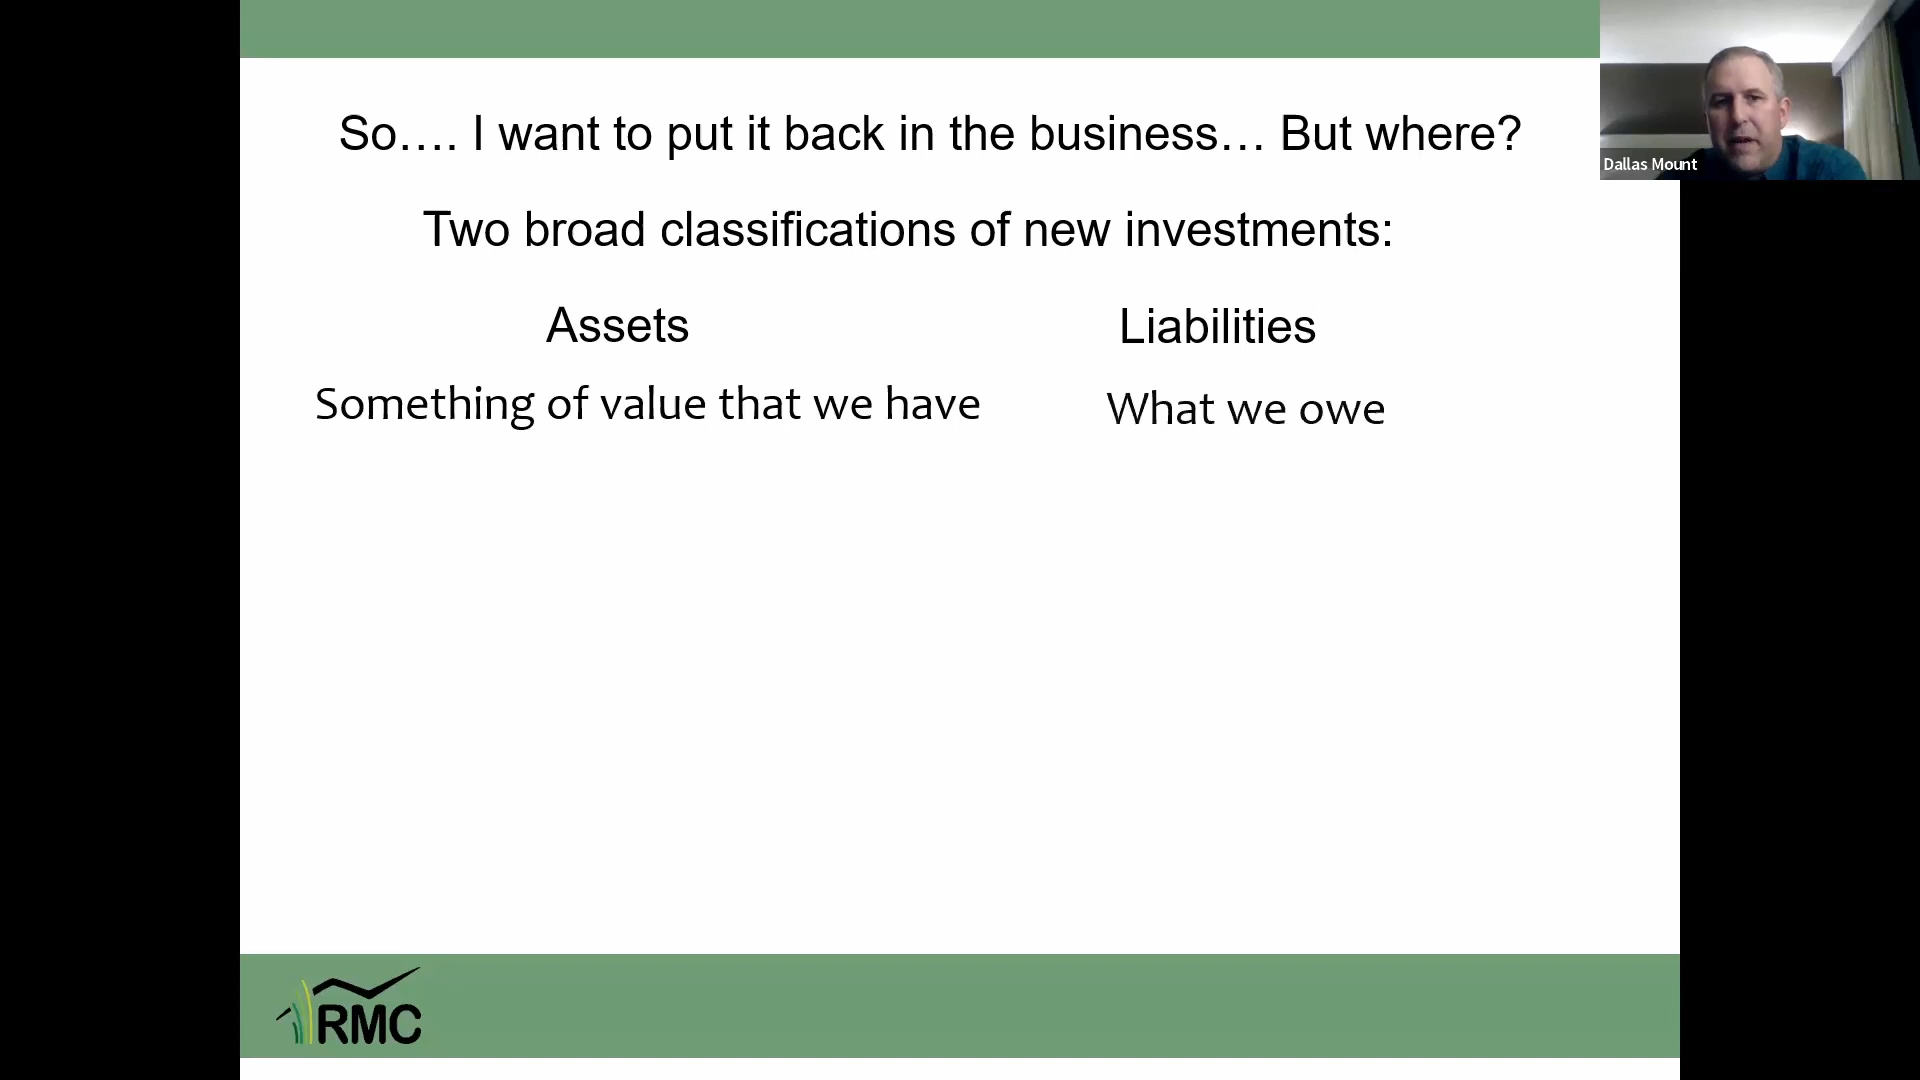 So…. I want to put it back in the business… But where?
Dallas Mount
Two broad classifications of new investments:
Assets
Liabilities
Something of value that we have
What we owe
RMC